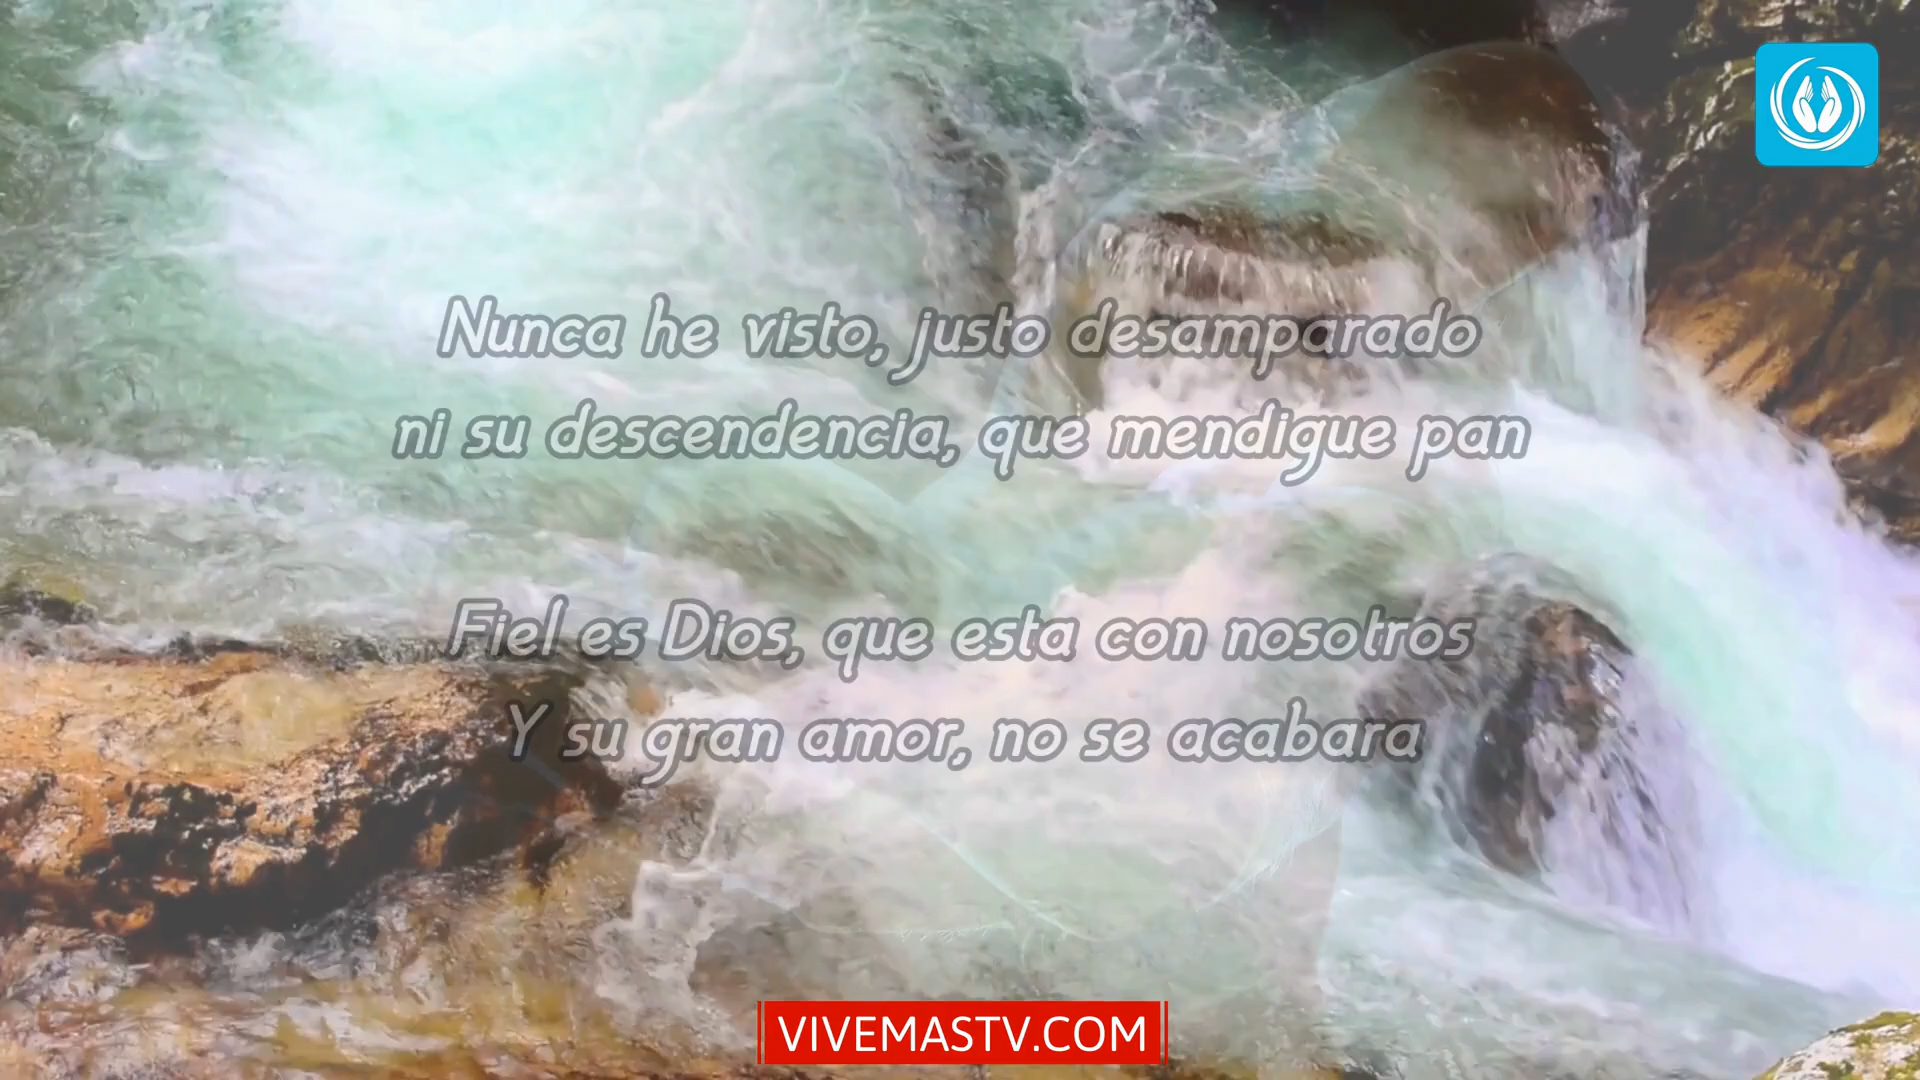 Nunca he visto, justo desamparado
ni su descendencia, que mendigue pan
Fiel es Dios, que esta con nosotros
Y su gran amor, no se acabara
VIVEMASTV.COM